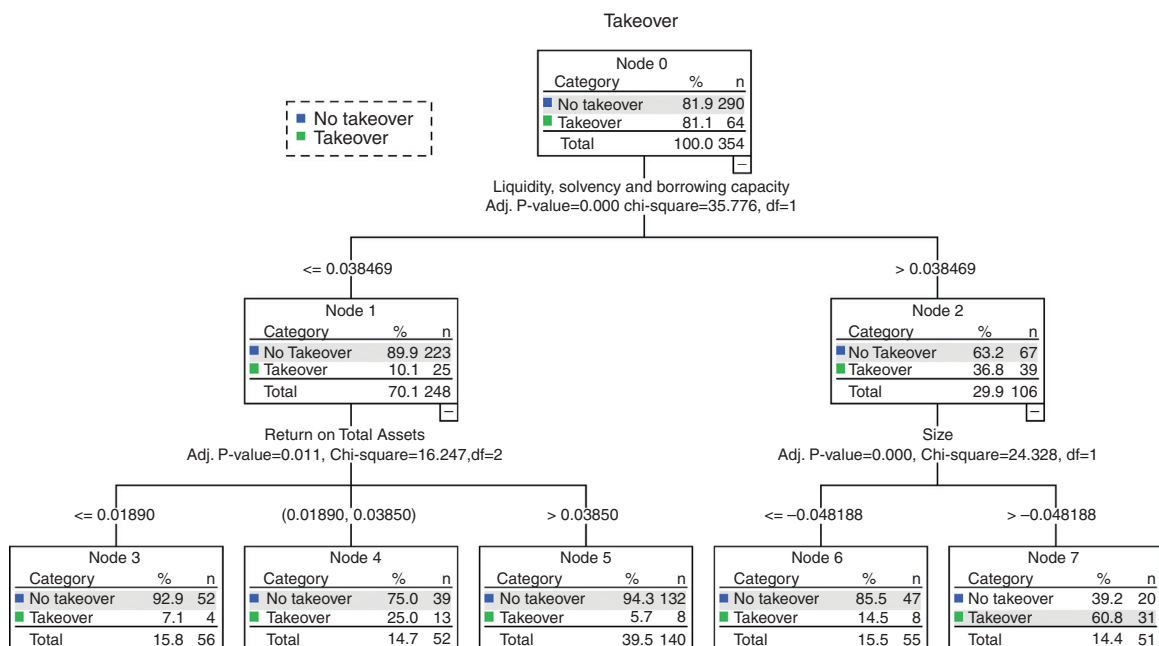 Takeover
No takeover
Takeover
Node 0
Category % n
No takeover 81.9 290
Takeover 81.1 64
Total 100.0 354
Liquidity, solvency and borrowing capacity
Adj. P-value=0.000 chi-square=35.776, df=1
<= 0.038469
> 0.038469
Node 1
Category % n
No Takeover 89.9 223
Takeover 10.1 25
Total 70.1 248
Node 2
Category % n
No Takeover 63.2 67
Takeover 36.8 39
Total 29.9 106
Return on Total Assets
Adj. P-value=0.011, Chi-square=16.247,df=2
Size
Adj. P-value=0.000, Chi-square=24.328, df=1
<= 0.01890
(0.01890, 0.03850)
> 0.03850
<= −0.048188
> −0.048188
Node 3
Category % n
No takeover 92.9 52
Takeover 7.1 4
Total 15.8 56
Node 4
Category % n
No takeover 75.0 39
Takeover 25.0 13
Total 14.7 52
Node 5
Category % n
No takeover 94.3 132
Takeover 5.7 8
Total 39.5 140
Node 6
Category % n
No takeover 85.5 47
Takeover 14.5 8
Total 15.5 55
Node 7
Category % n
No takeover 39.2 20
Takeover 60.8 31
Total 14.4 51